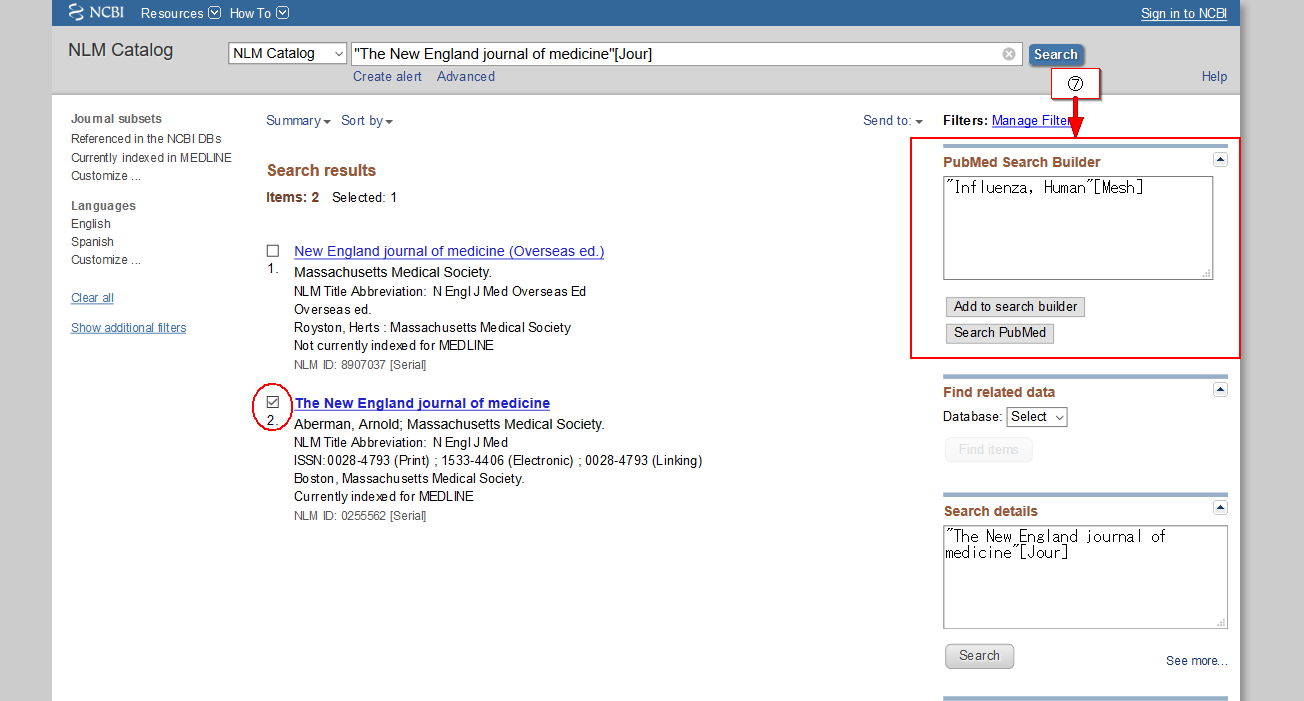 NCBI Resources How To Sign in to NCBI
NLM Catalog NLM Catalog "The New England journal of medicine"[Jour] Search
Create alert Advanced Help
⑦
Journal subsets
Referenced in the NCBI DBs
Currently indexed in MEDLINE
Customize ...
Languages
English
Spanish
Customize ...
Clear all
Show additional filters
Summary Sort by Send to:
Search results
Items: 2 Selected: 1
New England journal of medicine (Overseas ed.)
1. Massachusetts Medical Society.
NLM Title Abbreviation: N Engl J Med Overseas Ed
Overseas ed.
Royston, Herts : Massachusetts Medical Society
Not currently indexed for MEDLINE
NLM ID: 8907037 [Serial]
The New England journal of medicine
2. Aberman, Arnold; Massachusetts Medical Society.
NLM Title Abbreviation: N Engl J Med
ISSN: 0028-4793 (Print) ; 1533-4406 (Electronic) ; 0028-4793 (Linking)
Boston, Massachusetts Medical Society.
Currently indexed for MEDLINE
NLM ID: 0255562 [Serial]
Filters: Manage Filter
PubMed Search Builder
"Influenza, Human"[Mesh]
Add to search builder
Search PubMed
Find related data
Database: Select
Find items
Search details
"The New England journal of
medicine"[Jour]
Search
See more...